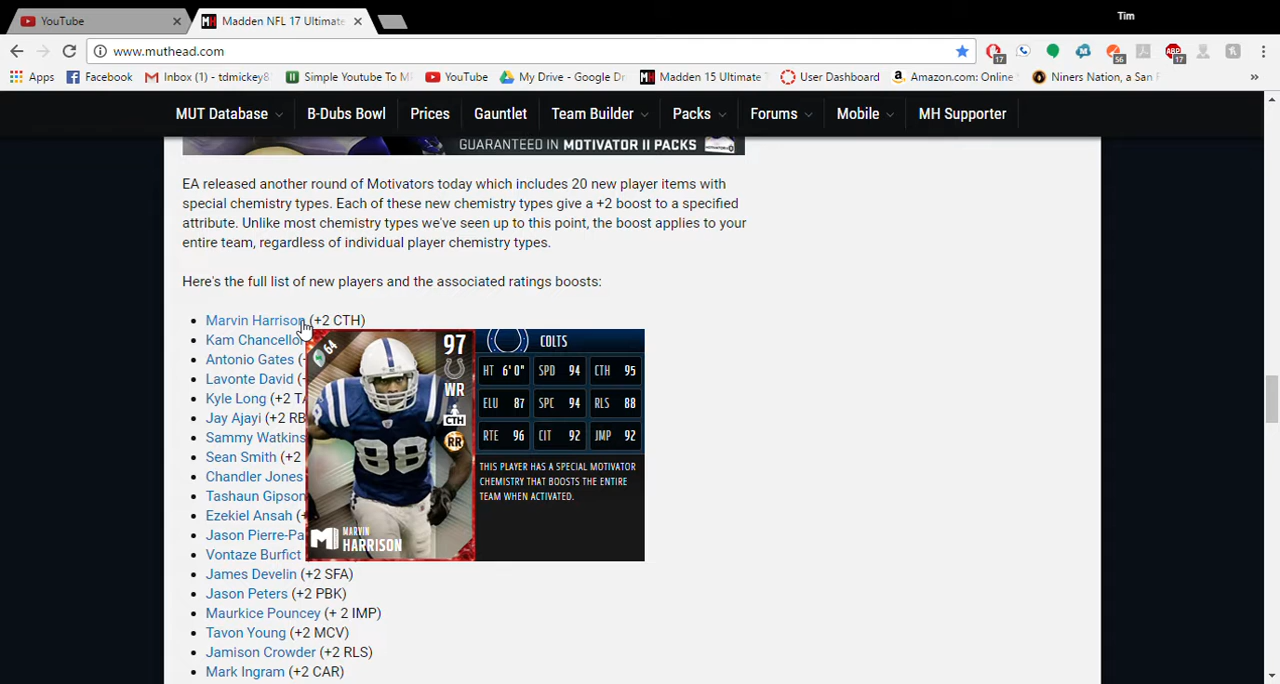 YouTube
Madden NFL 17 Ultimate
Tim
www.muthead.com
17
56
17
Apps
Facebook
Inbox (1) - tdmickey8
Simple Youtube To M
YouTube
My Drive - Google Dr
Madden 15 Ultimate
User Dashboard
Amazon.com: Online
Niners Nation, a San
»
MUT Database
B-Dubs Bowl
Prices
Gauntlet
Team Builder
Packs
Forums
Mobile
MH Supporter
GUARANTEED IN MOTIVATOR II PACKS
EA released another round of Motivators today which includes 20 new player items with
special chemistry types. Each of these new chemistry types give a +2 boost to a specified
attribute. Unlike most chemistry types we've seen up to this point, the boost applies to your
entire team, regardless of individual player chemistry types.
Here's the full list of new players and the associated ratings boosts:
Marvin Harrison (+2 CTH)
Kam Chancellor
Antonio Gates (
Lavonte David (
Kyle Long (+2 T
Jay Ajayi (+2 RB
Sammy Watkins
Sean Smith (+2
Chandler Jones
Tashaun Gipson
Ezekiel Ansah (
Jason Pierre-Pa
Vontaze Burfict
James Develin (+2 SFA)
Jason Peters (+2 PBK)
Maurkice Pouncey (+ 2 IMP)
Tavon Young (+2 MCV)
Jamison Crowder (+2 RLS)
Mark Ingram (+2 CAR)
64
97
WR
CTH
RR
88
MARVIN
HARRISON
COLTS
HT 6'0" SPD 94 CTH 95
ELU 87 SPC 94 RLS 88
RTE 96 CIT 92 JMP 92
THIS PLAYER HAS A SPECIAL MOTIVATOR
CHEMISTRY THAT BOOSTS THE ENTIRE
TEAM WHEN ACTIVATED.